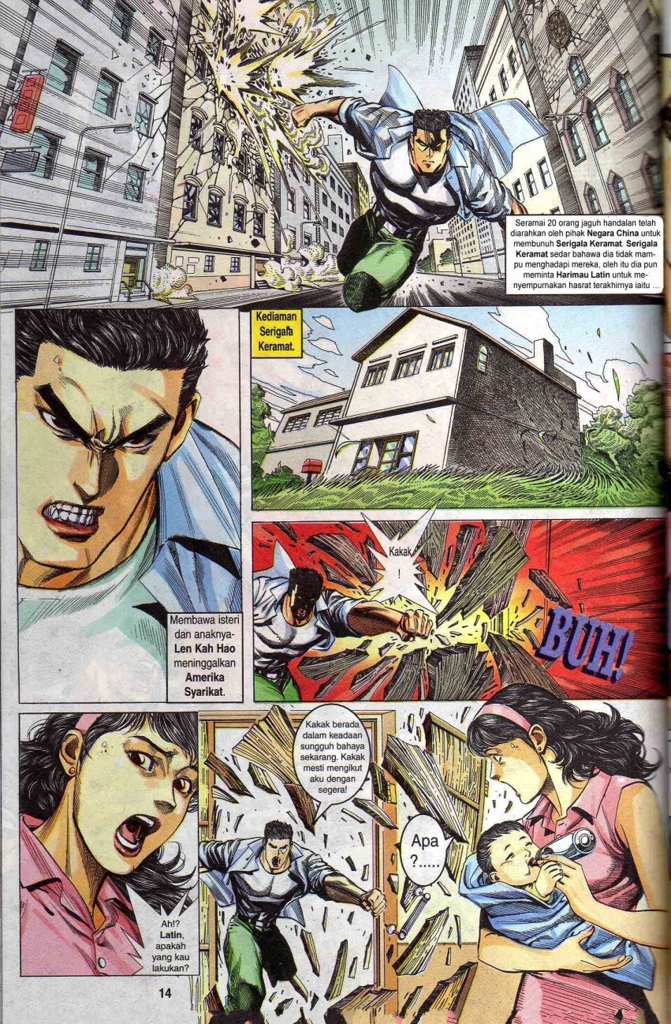 Seramai 20 orang jaguh handalan telah
diarahkan oleh pihak Negara China untuk
membunuh Serigala Keramat. Serigala
Keramat sedar bahawa dia tidak mam-
pu menghadapi mereka, oleh itu dia pun
meminta Harimau Latin untuk me-
nyempurnakan hasrat terakhirnya iaitu ...
Kediaman
Serigala
Keramat.
Membawa isteri
dan anaknya-
Len Kah Hao
meninggalkan
Amerika
Syarikat.
Kakak
!
BUH!
Kakak berada
dalam keadaan
sungguh bahaya
sekarang. Kakak
mesti mengikut
aku dengan
segera!
Apa
?.....
Ah!?
Latin,
apakah
yang kau
lakukan?
14